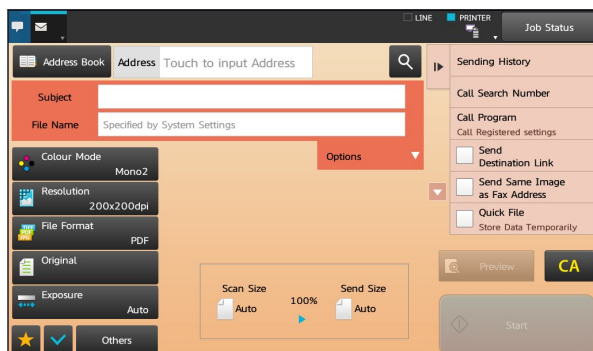 LINE
PRINTER
Job Status
Address Book
Address
Touch to input Address
Sending History
Subject
Call Search Number
File Name
Specified by System Settings
Call Program
Call Registered settings
Options
Send
Destination Link
Send Same Image
as Fax Address
Quick File
Store Data Temporarily
Colour Mode
Mono2
Resolution
200x200dpi
File Format
PDF
TIFF
PDF
JPG
Original
Exposure
Auto
Scan Size
Auto
100%
Send Size
Auto
Preview
CA
Start
Others